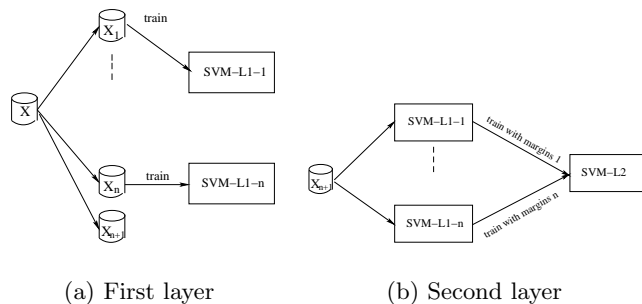 X
X1
train
SVM–L1–1
Xn
train
SVM–L1–n
Xn+1
(a) First layer
Xn+1
SVM–L1–1
train with margins 1
SVM–L1–n
train with margins n
SVM–L2
(b) Second layer